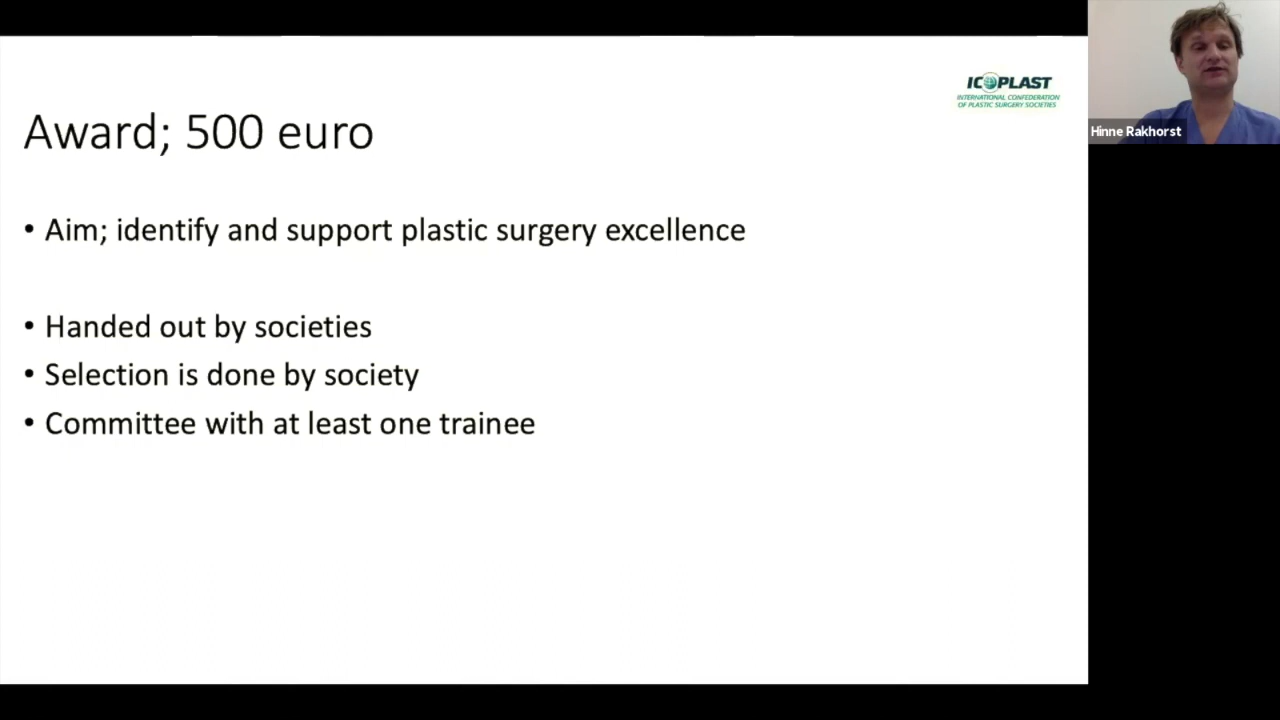 ICOPLAST
INTERNATIONAL CONFEDERATION
OF PLASTIC SURGERY SOCIETIES
Hinne Rakhorst
Award; 500 euro
• Aim; identify and support plastic surgery excellence
• Handed out by societies
• Selection is done by society
• Committee with at least one trainee